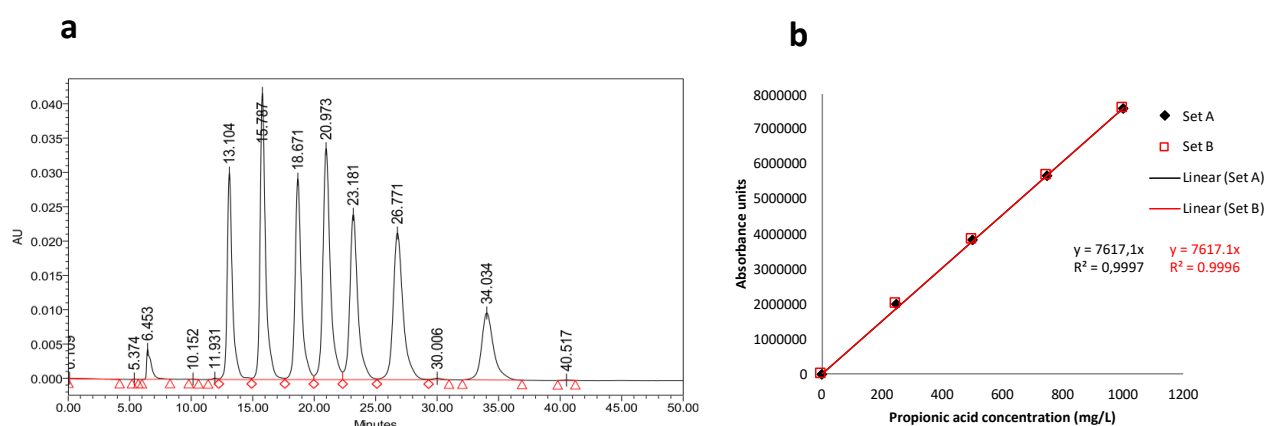 a
0.040
0.035
0.030
0.025
0.020
0.015
0.010
0.005
0.000
AU
5.374
6.453
10.152
11.931
13.104
15.787
18.671
20.973
23.181
26.771
30.006
34.034
40.517
0.00 5.00 10.00 15.00 20.00 25.00 30.00 35.00 40.00 45.00 50.00
Minutes
b
8000000
7000000
6000000
5000000
4000000
3000000
2000000
1000000
0
Absorbance units
0 200 400 600 800 1000 1200
Propionic acid concentration (mg/L)
Set A
Set B
Linear (Set A)
Linear (Set B)
y = 7617,1x
R² = 0,9997
y = 7617.1x
R² = 0.9996